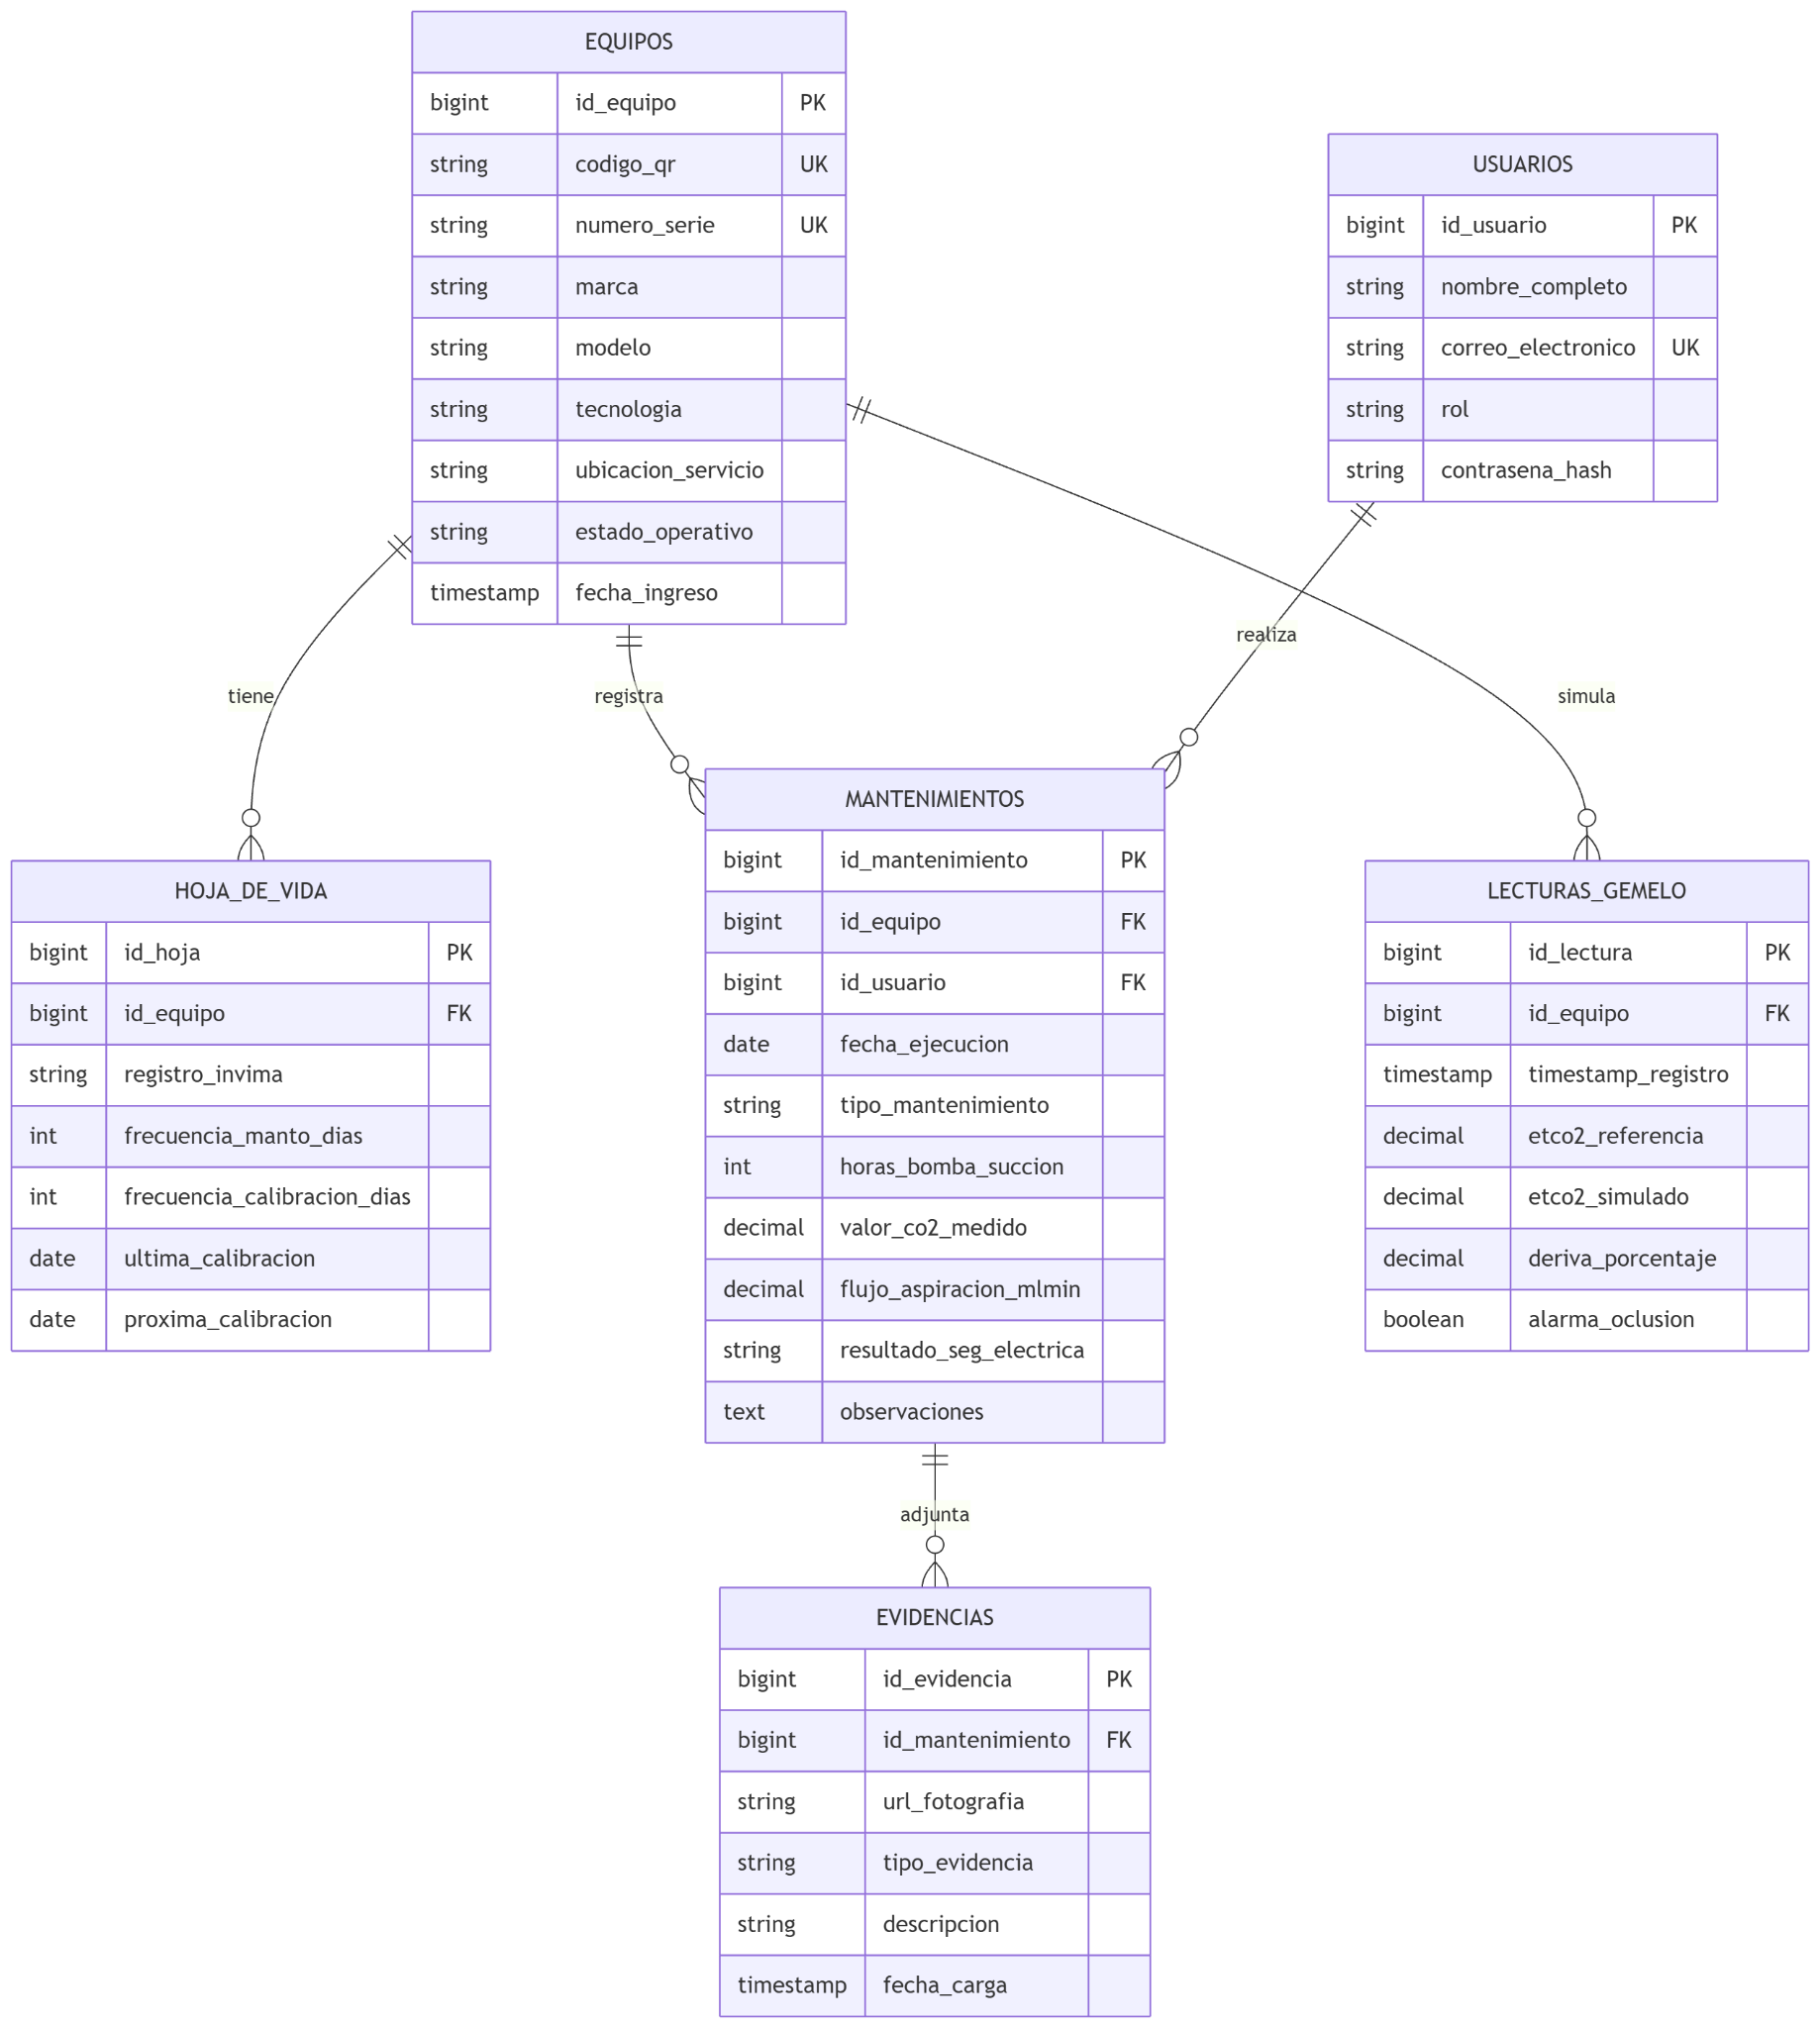 EQUIPOS
bigint id_equipo PK
string codigo_qr UK
string numero_serie UK
string marca
string modelo
string tecnologia
string ubicacion_servicio
string estado_operativo
timestamp fecha_ingreso
USUARIOS
bigint id_usuario PK
string nombre_completo
string correo_electronico UK
string rol
string contrasena_hash
tiene
registra
realiza
simula
HOJA_DE_VIDA
bigint id_hoja PK
bigint id_equipo FK
string registro_invima
int frecuencia_manto_dias
int frecuencia_calibracion_dias
date ultima_calibracion
date proxima_calibracion
MANTENIMIENTOS
bigint id_mantenimiento PK
bigint id_equipo FK
bigint id_usuario FK
date fecha_ejecucion
string tipo_mantenimiento
int horas_bomba_succion
decimal valor_co2_medido
decimal flujo_aspiracion_mlmin
string resultado_seg_electrica
text observaciones
LECTURAS_GEMELO
bigint id_lectura PK
bigint id_equipo FK
timestamp timestamp_registro
decimal etco2_referencia
decimal etco2_simulado
decimal deriva_porcentaje
boolean alarma_oclusion
adjunta
EVIDENCIAS
bigint id_evidencia PK
bigint id_mantenimiento FK
string url_fotografia
string tipo_evidencia
string descripcion
timestamp fecha_carga